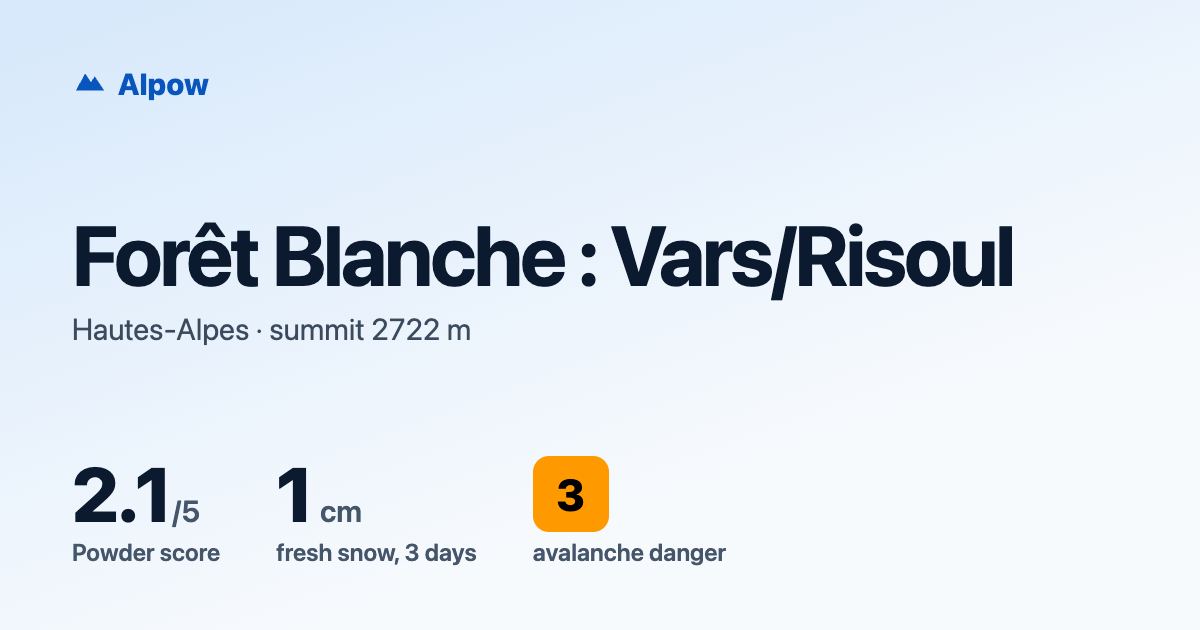 Alpow
Forêt Blanche : Vars/Risoul
Hautes-Alpes · summit 2722 m
2.1/5
Powder score
1 cm
fresh snow, 3 days
3
avalanche danger